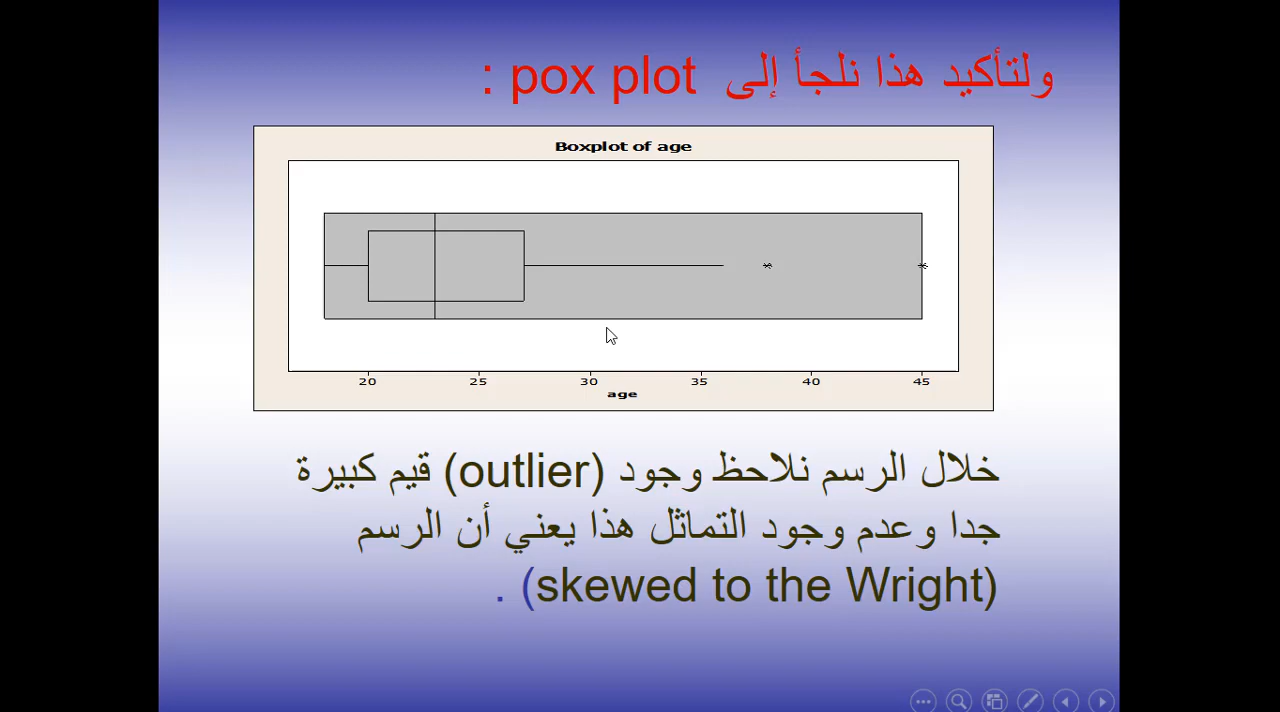 ولتأكيد هذا نلجأ إلى pox plot :
Boxplot of age
20 25 30 35 40 45
age
خلال الرسم نلاحظ وجود (outlier) قيم كبيرة
جدا وعدم وجود التماثل هذا يعني أن الرسم
(skewed to the Wright) .